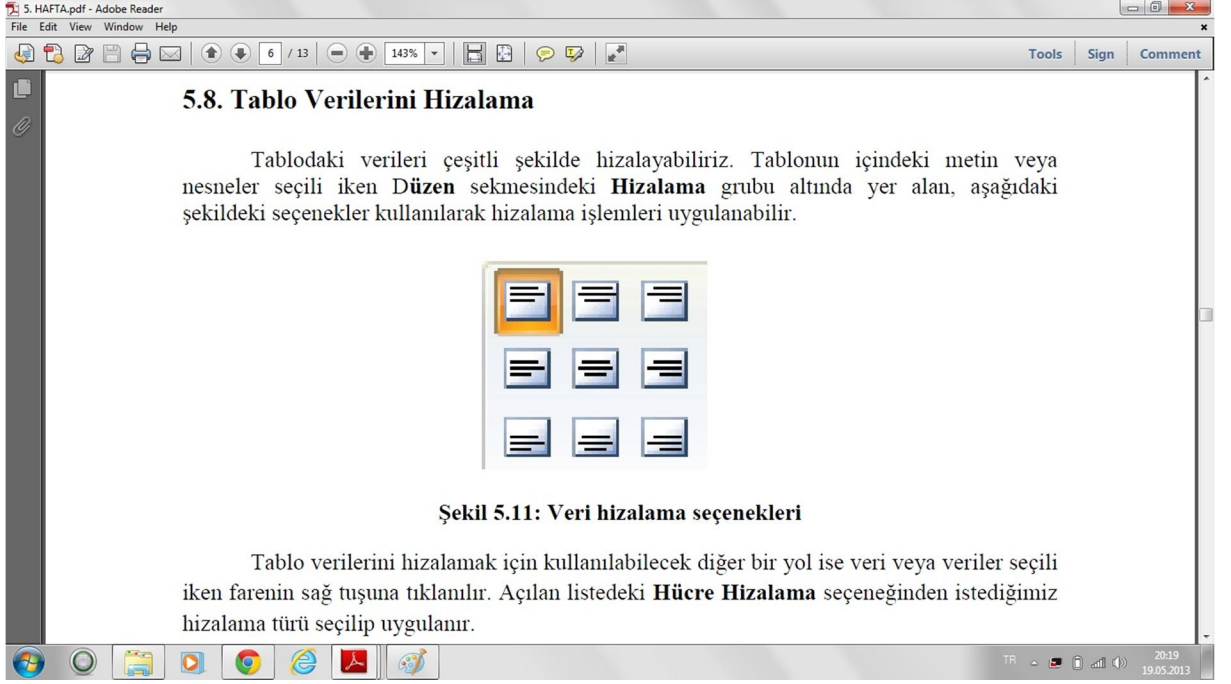 5. HAFTA.pdf - Adobe Reader
File Edit View Window Help
6 / 13 143% Tools Sign Comment
5.8. Tablo Verilerini Hizalama
Tablodaki verileri çeşitli şekilde hizalayabiliriz. Tablonun içindeki metin veya
nesneler seçili iken Düzen sekmesindeki Hizalama grubu altında yer alan, aşağıdaki
şekildeki seçenekler kullanılarak hizalama işlemleri uygulanabilir.
Şekil 5.11: Veri hizalama seçenekleri
Tablo verilerini hizalamak için kullanılabilecek diğer bir yol ise veri veya veriler seçili
iken farenin sağ tuşuna tıklanılır. Açılan listedeki Hücre Hizalama seçeneğinden istediğimiz
hizalama türü seçilip uygulanır.
TR 20:19
19.05.2013